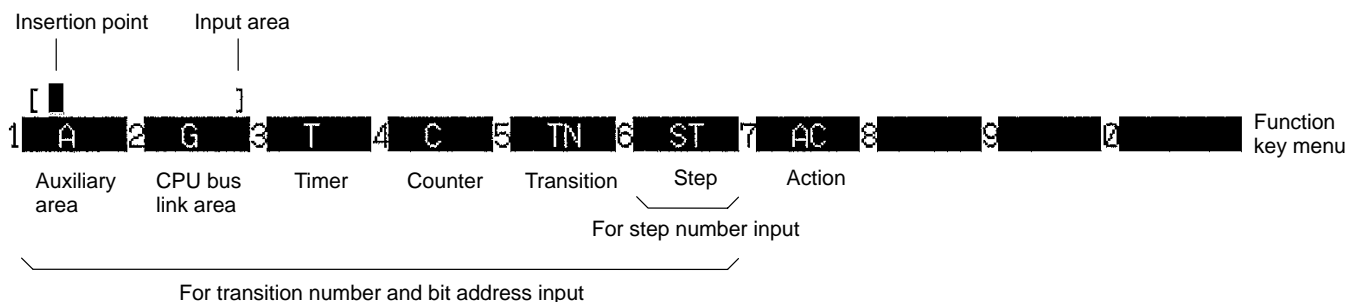 Insertion point Input area
[ ]
1 A 2 G 3 T 4 C 5 TN 6 ST 7 AC 8 9 0
Function key menu
Auxiliary area
CPU bus link area
Timer
Counter
Transition
Step
Action
For step number input
For transition number and bit address input